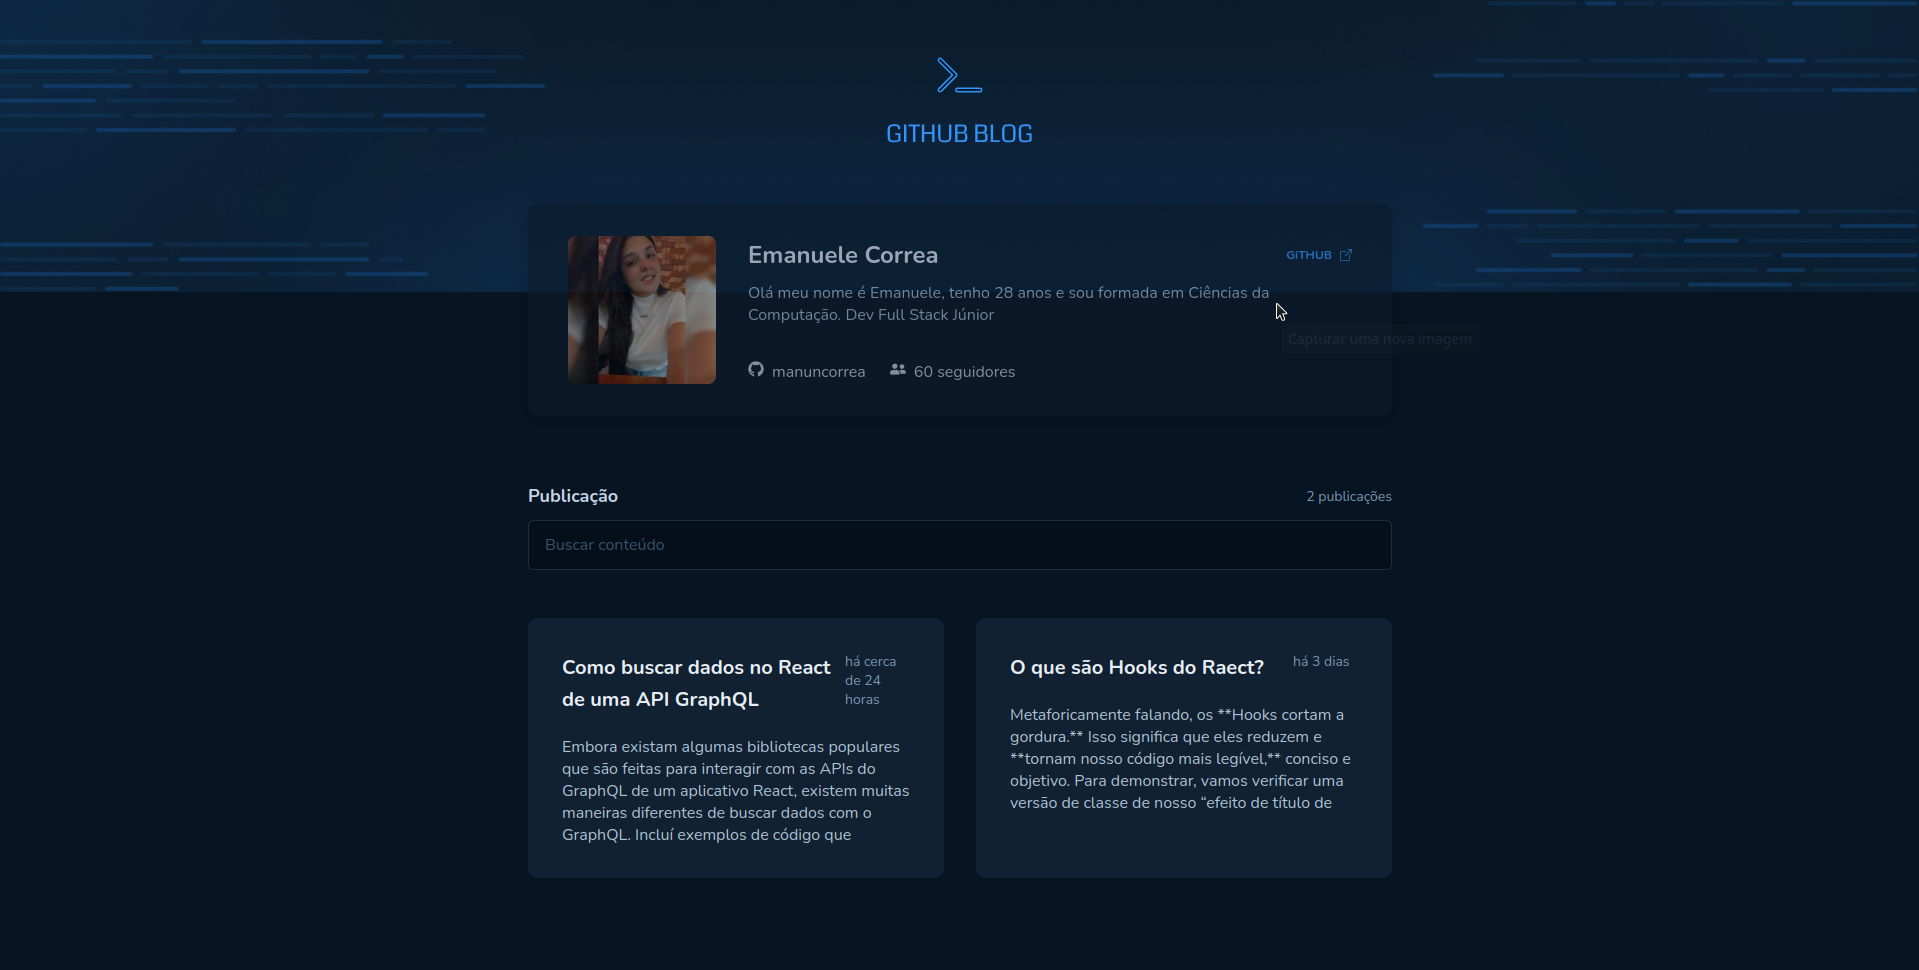 GITHUB BLOG
Emanuele Correa
GITHUB
Olá meu nome é Emanuele, tenho 28 anos e sou formada em Ciências da
Computação. Dev Full Stack Júnior
Capturar uma nova imagem
manuncorrea
60 seguidores
Publicação
2 publicações
Buscar conteúdo
Como buscar dados no React
de uma API GraphQL
há cerca
de 24
horas
Embora existam algumas bibliotecas populares
que são feitas para interagir com as APIs do
GraphQL de um aplicativo React, existem muitas
maneiras diferentes de buscar dados com o
GraphQL. Incluí exemplos de código que
O que são Hooks do Raect?
há 3 dias
Metaforicamente falando, os **Hooks cortam a
gordura.** Isso significa que eles reduzem e
**tornam nosso código mais legível,** conciso e
objetivo. Para demonstrar, vamos verificar uma
versão de classe de nosso “efeito de título de